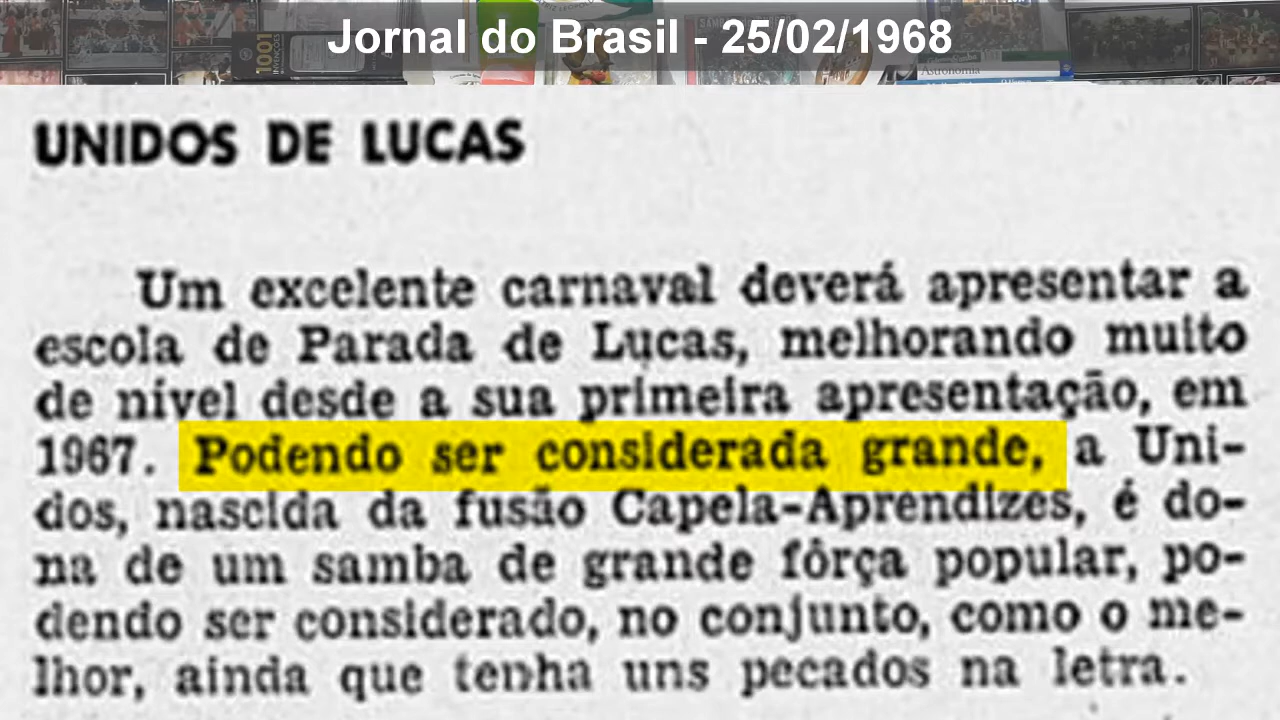 Jornal do Brasil - 25/02/1968
1001
INVENÇÕES
Astronomia
UNIDOS DE LUCAS
Um excelente carnaval deverá apresentar a
escola de Parada de Lucas, melhorando muito
de nível desde a sua primeira apresentação, em
1967. Podendo ser considerada grande, a Uni-
dos, nascida da fusão Capela-Aprendizes, é do-
na de um samba de grande fôrça popular, po-
dendo ser considerado, no conjunto, como o me-
lhor, ainda que tenha uns pecados na letra.